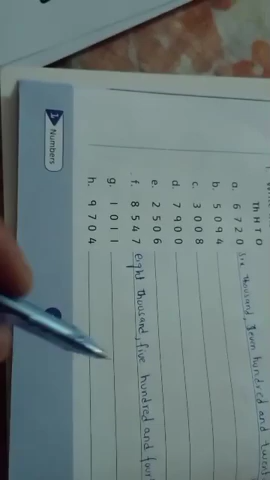 Th H T O
a. 6 7 2 0 Six thousand, seven hundred and twent
b. 5 0 9 4
c. 3 0 0 8
d. 7 9 0 0
e. 2 5 0 6
f. 8 5 4 7 eight thousand, five hundred and four
g. 1 0 1 1
h. 9 7 0 4
1 Numbers